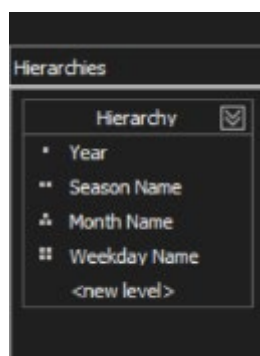 Hierarchies
Hierarchy
Year
Season Name
Month Name
Weekday Name
<new level>